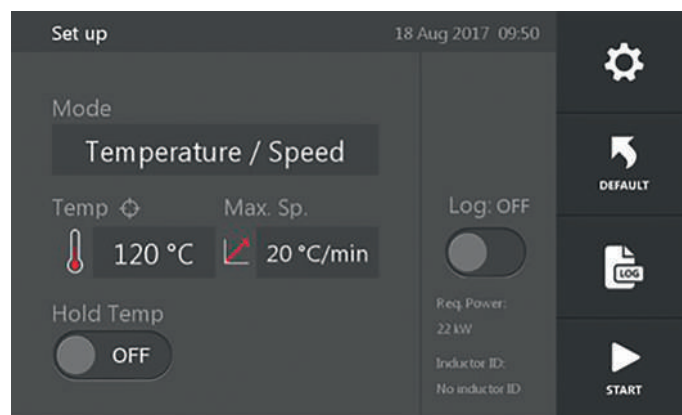 Set up
18 Aug 2017 09:50
Mode
Temperature / Speed
Temp
Max. Sp.
120 °C
20 °C/min
Hold Temp
OFF
Log: OFF
Req. Power:
22 kW
Inductor ID:
No inductor ID
DEFAULT
LOG
START